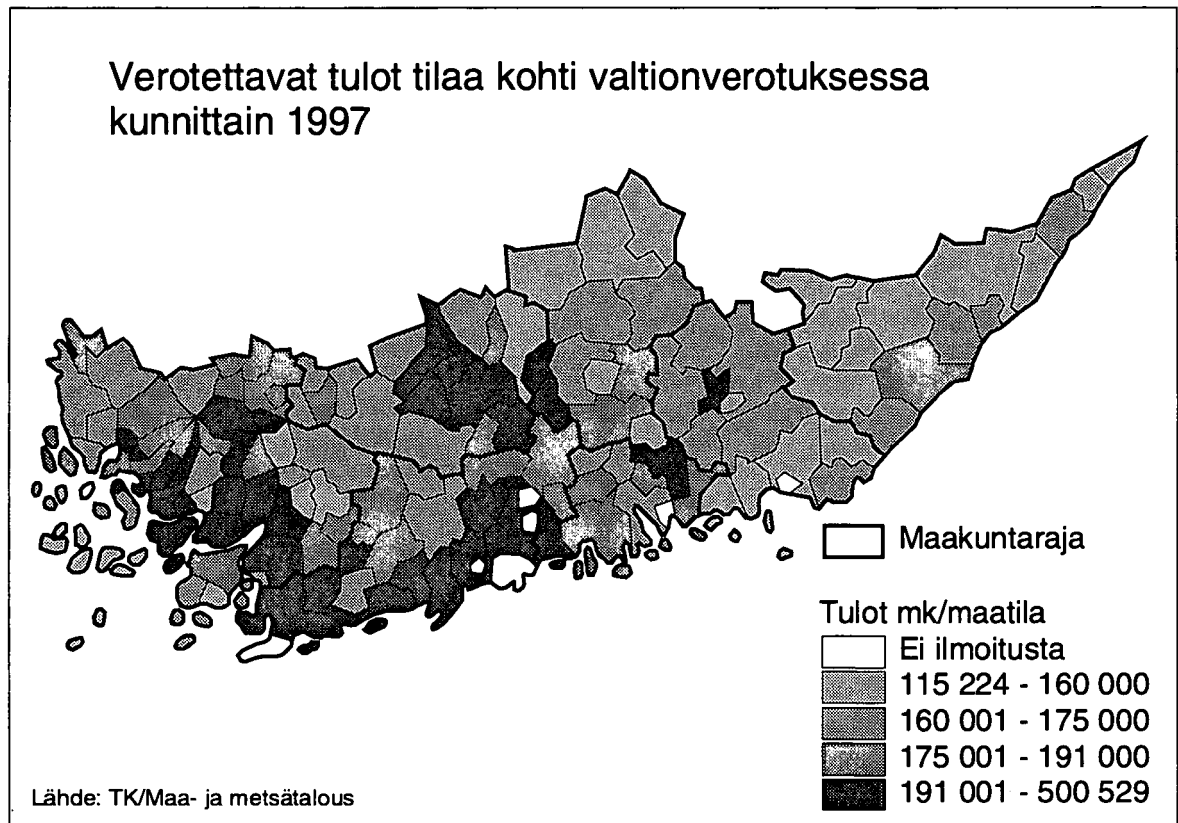 Verotettavat tulot tilaa kohti valtionverotuksessa
kunnittain 1997
Maakuntaraja
Tulot mk/maatila
Ei ilmoitusta
115 224 - 160 000
160 001 - 175 000
175 001 - 191 000
191 001 - 500 529
Lähde: TK/Maa- ja metsätalous